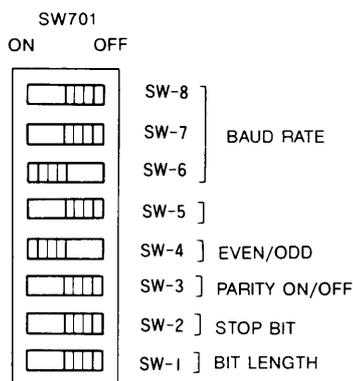 SW701
ON OFF
SW-8
SW-7 BAUD RATE
SW-6
SW-5
SW-4 EVEN/ODD
SW-3 PARITY ON/OFF
SW-2 STOP BIT
SW-1 BIT LENGTH